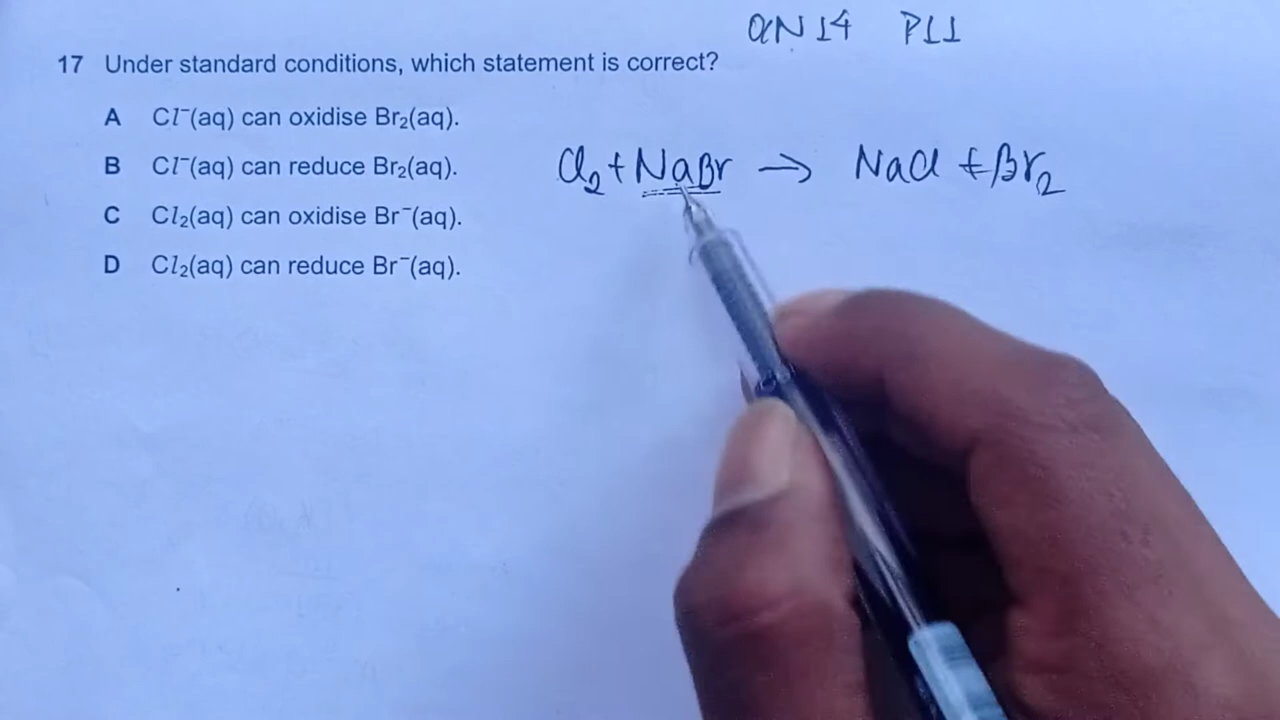 ON 14 P11
17 Under standard conditions, which statement is correct?
A Cl⁻(aq) can oxidise Br₂(aq).
B Cl⁻(aq) can reduce Br₂(aq).
C Cl₂(aq) can oxidise Br⁻(aq).
D Cl₂(aq) can reduce Br⁻(aq).
Cl₂ + NaBr → NaCl + Br₂